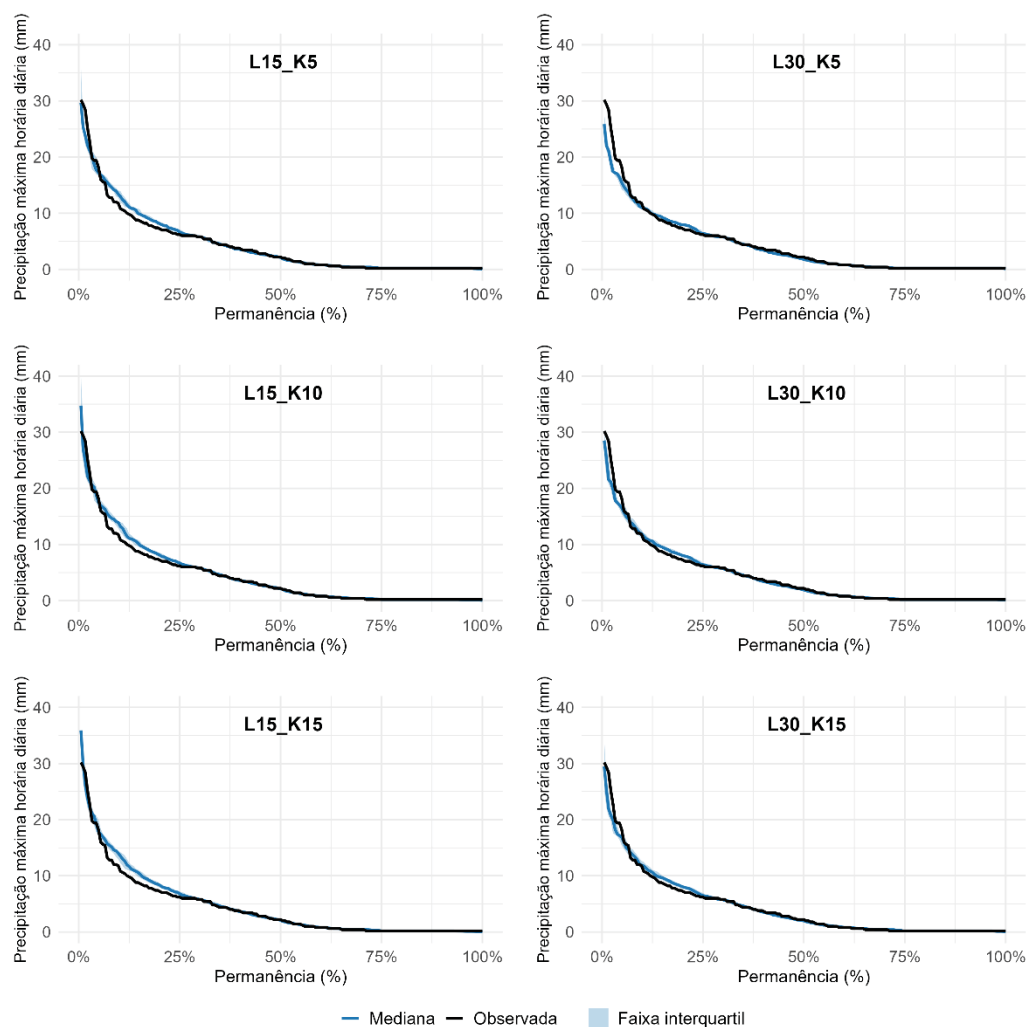 Precipitação máxima horária diária (mm)
40
30
20
10
0
L15_K5
0% 25% 50% 75% 100%
Permanência (%)
Precipitação máxima horária diária (mm)
40
30
20
10
0
L30_K5
0% 25% 50% 75% 100%
Permanência (%)
Precipitação máxima horária diária (mm)
40
30
20
10
0
L15_K10
0% 25% 50% 75% 100%
Permanência (%)
Precipitação máxima horária diária (mm)
40
30
20
10
0
L30_K10
0% 25% 50% 75% 100%
Permanência (%)
Precipitação máxima horária diária (mm)
40
30
20
10
0
L15_K15
0% 25% 50% 75% 100%
Permanência (%)
Precipitação máxima horária diária (mm)
40
30
20
10
0
L30_K15
0% 25% 50% 75% 100%
Permanência (%)
Mediana Observada Faixa interquartil